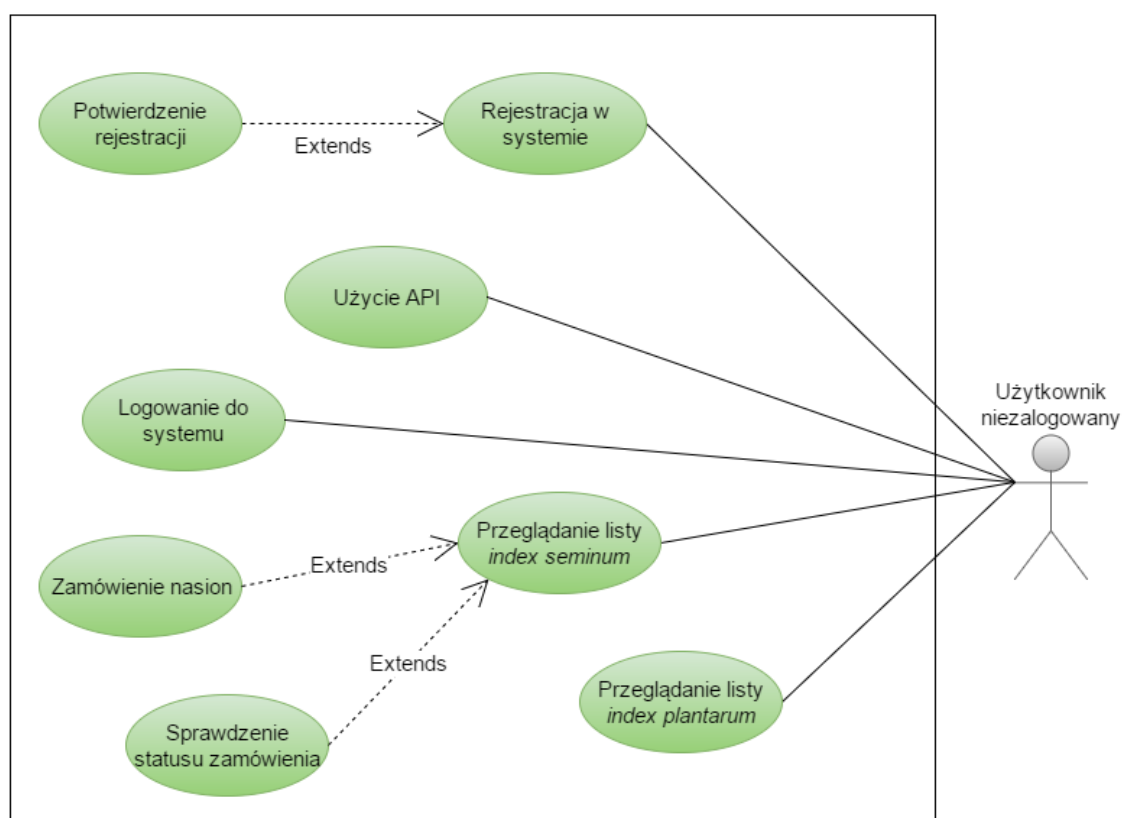 Potwierdzenie
rejestracji
Extends
Rejestracja w
systemie
Użycie API
Logowanie do
systemu
Użytkownik
niezalogowany
Przeglądanie listy
index seminum
Extends
Zamówienie nasion
Extends
Przeglądanie listy
index plantarum
Sprawdzenie
statusu zamówienia